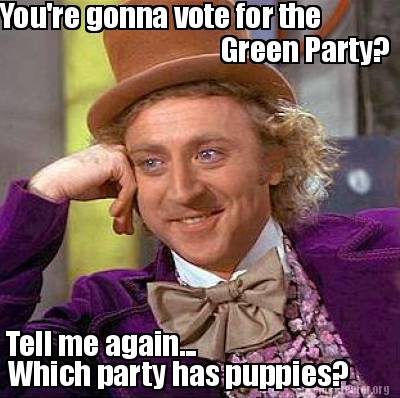 You're gonna vote for the
Green Party?
Tell me again...
Which party has puppies?